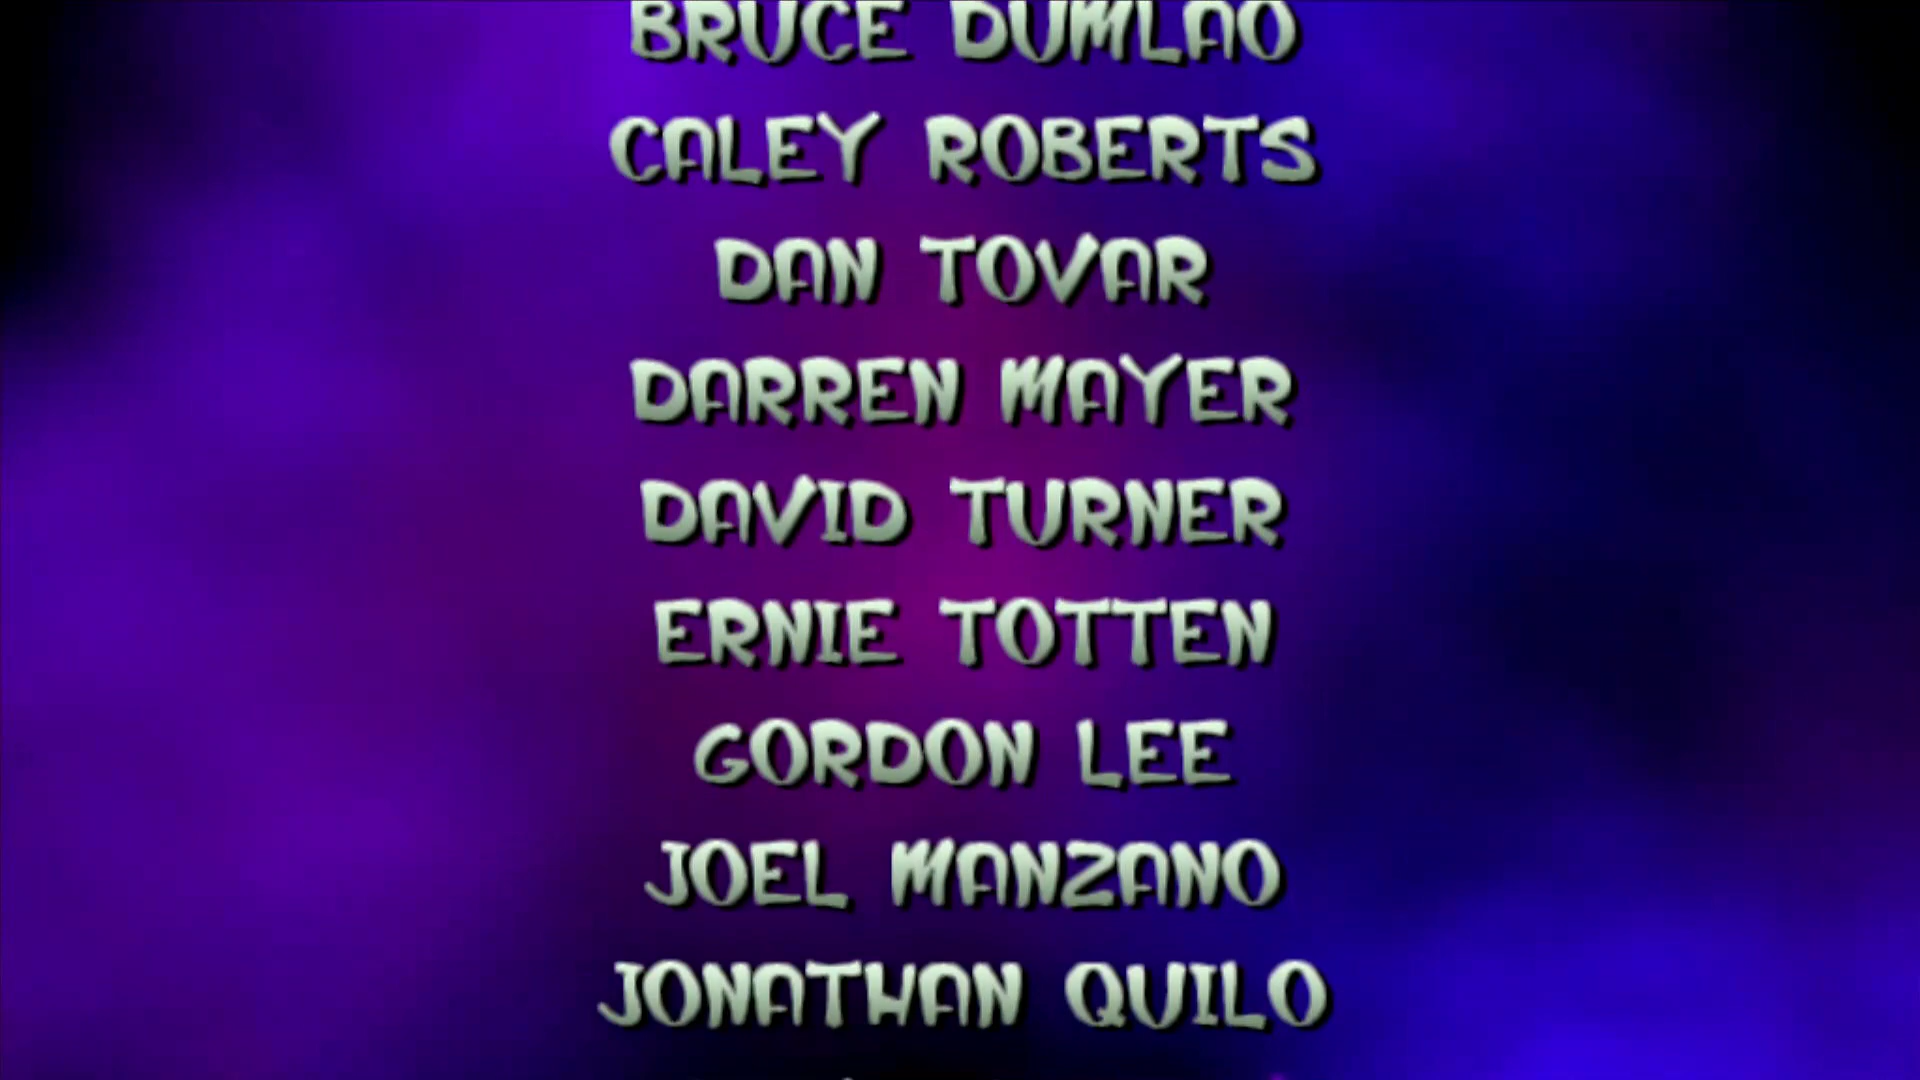 BRUCE DUMLAO
CALEY ROBERTS
DAN TOVAR
DARREN MAYER
DAVID TURNER
ERNIE TOTTEN
GORDON LEE
JOEL MANZANO
JONATHAN QUILO